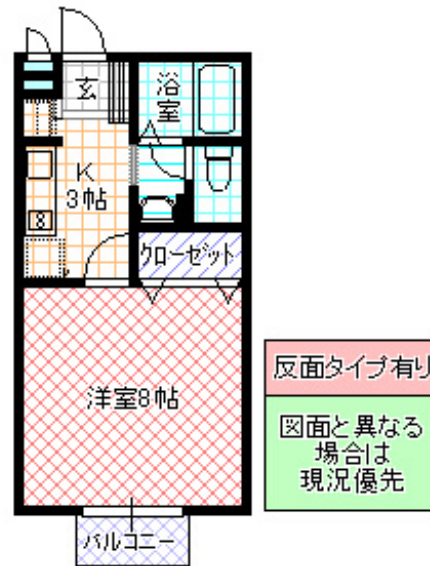 玄
浴
室
K
3帖
クローゼット
洋室8帖
バルコニー
反面タイプ有り
図面と異なる
場合は
現況優先